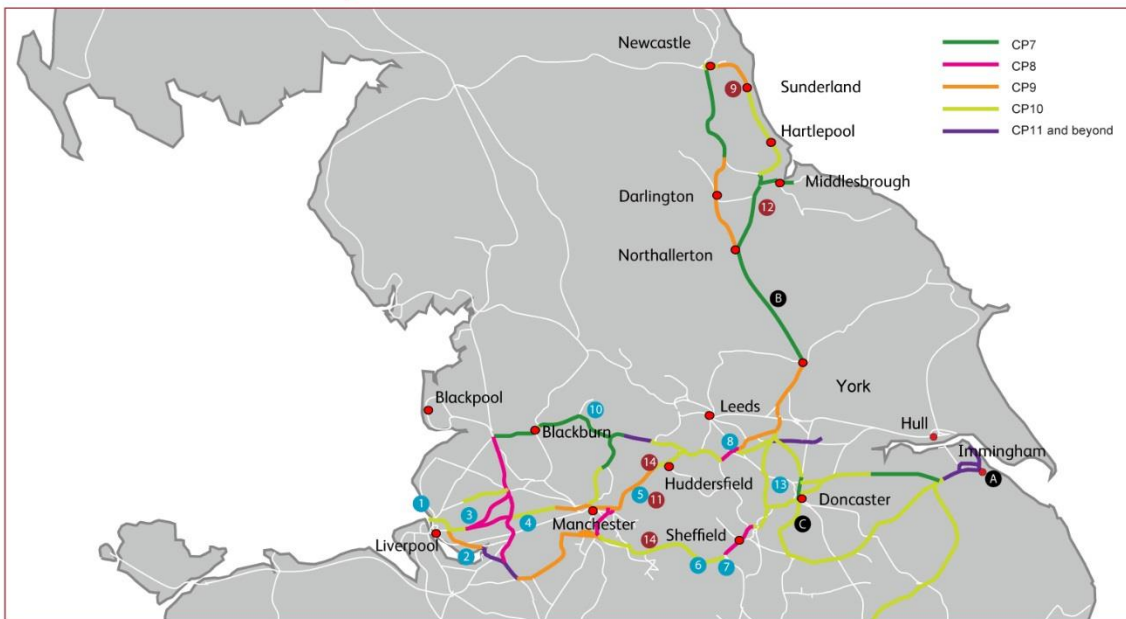 Newcastle
CP7
CP8
CP9
CP10
CP11 and beyond
9
Sunderland
Hartlepool
Middlesbrough
Darlington
12
Northallerton
B
York
Blackpool
10
Leeds
Blackburn
8
Hull
14
Immingham
Huddersfield
A
1
3
5
11
13
Doncaster
4
Manchester
C
Liverpool
2
14
Sheffield
6
7